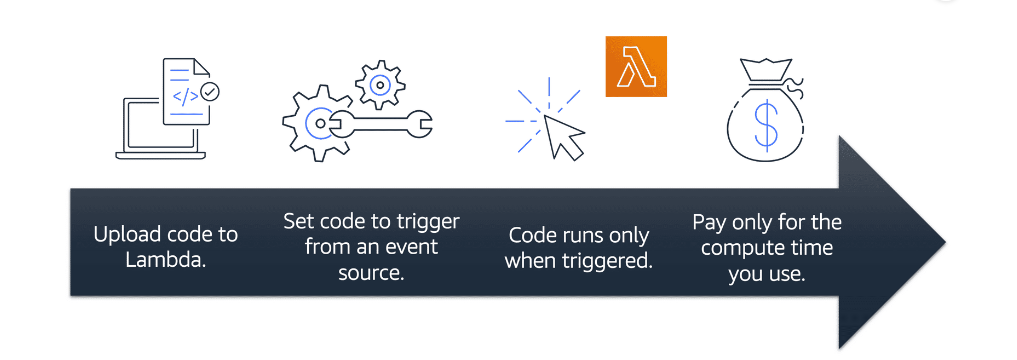 </>
$
Upload code to
Lambda.
Set code to trigger
from an event
source.
Code runs only
when triggered.
Pay only for the
compute time
you use.